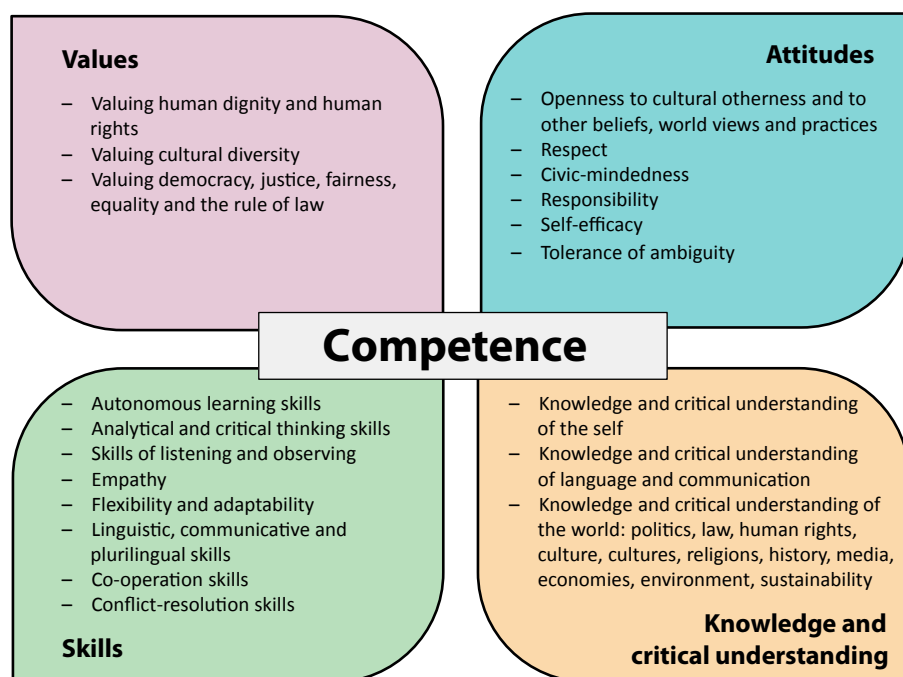 Values
– Valuing human dignity and human
rights
– Valuing cultural diversity
– Valuing democracy, justice, fairness,
equality and the rule of law
Attitudes
– Openness to cultural otherness and to
other beliefs, world views and practices
– Respect
– Civic-mindedness
– Responsibility
– Self-efficacy
– Tolerance of ambiguity
Competence
– Autonomous learning skills
– Analytical and critical thinking skills
– Skills of listening and observing
– Empathy
– Flexibility and adaptability
– Linguistic, communicative and
plurilingual skills
– Co-operation skills
– Conflict-resolution skills
Skills
– Knowledge and critical understanding
of the self
– Knowledge and critical understanding
of language and communication
– Knowledge and critical understanding of
the world: politics, law, human rights,
culture, cultures, religions, history, media,
economies, environment, sustainability
Knowledge and
critical understanding